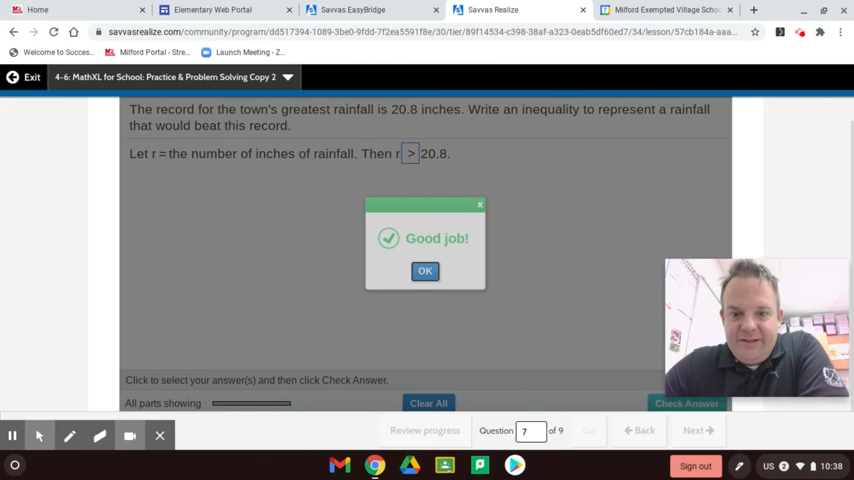 Home
Elementary Web Portal
Savvas EasyBridge
Savvas Realize
Milford Exempted Village Scho
savvasrealize.com/community/program/dd517394-1089-3be0-9fdd-7f2ea5591f8e/30/tier/89f14534-c398-38af-a323-0eab5df60ed7/34/lesson/57cb184a-aaa...
Welcome to Succes...
Milford Portal - Stre...
Launch Meeting - Z...
Exit
4-6: MathXL for School: Practice & Problem Solving Copy 2
The record for the town's greatest rainfall is 20.8 inches. Write an inequality to represent a rainfall
that would beat this record.
Let r = the number of inches of rainfall. Then r > 20.8.
x
Good job!
OK
Click to select your answer(s) and then click Check Answer.
All parts showing
Clear All
Check Answer
Review progress
Question 7 of 9
Go
Back
Next
Sign out
US 2 10:38